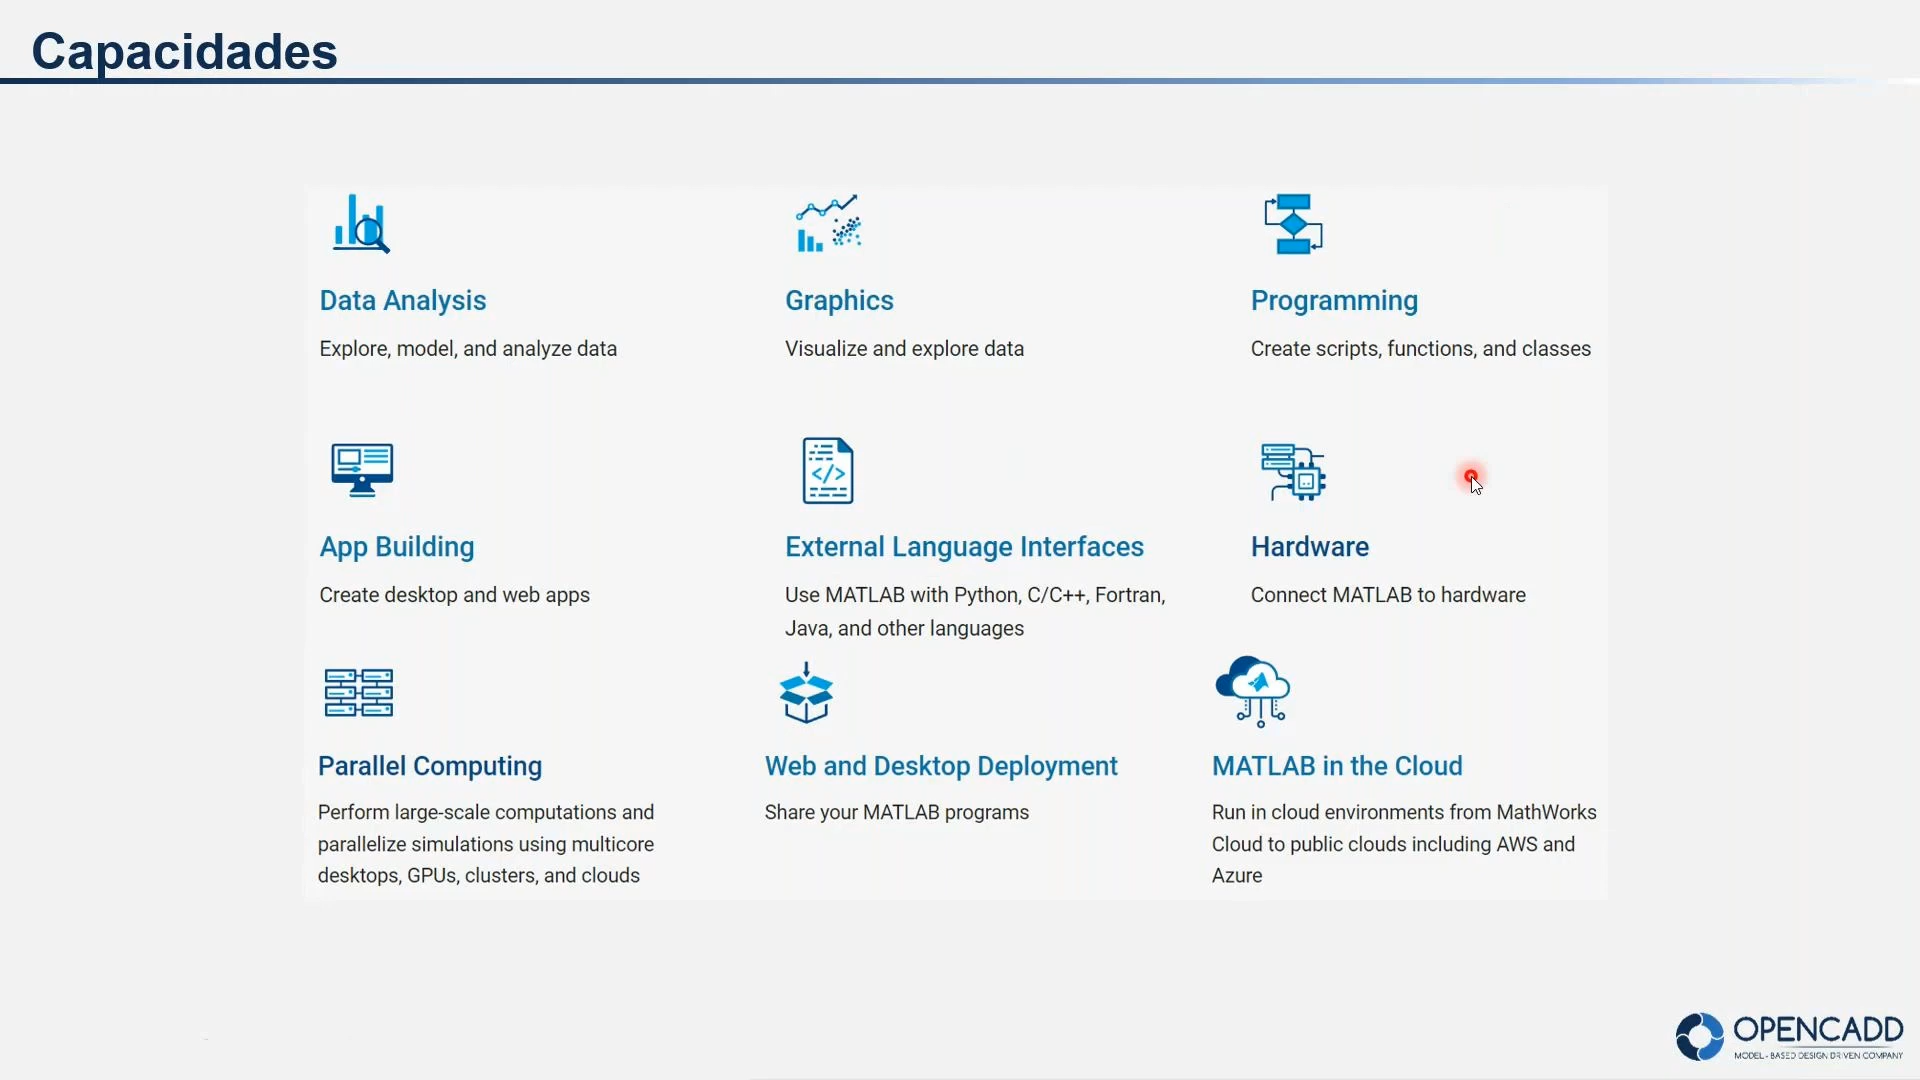 Capacidades
Data Analysis
Explore, model, and analyze data
Graphics
Visualize and explore data
Programming
Create scripts, functions, and classes
App Building
Create desktop and web apps
External Language Interfaces
Use MATLAB with Python, C/C++, Fortran,
Java, and other languages
Hardware
Connect MATLAB to hardware
Parallel Computing
Perform large-scale computations and
parallelize simulations using multicore
desktops, GPUs, clusters, and clouds
Web and Desktop Deployment
Share your MATLAB programs
MATLAB in the Cloud
Run in cloud environments from MathWorks
Cloud to public clouds including AWS and
Azure
OPENCADD
MODEL-BASED DESIGN DRIVEN COMPANY